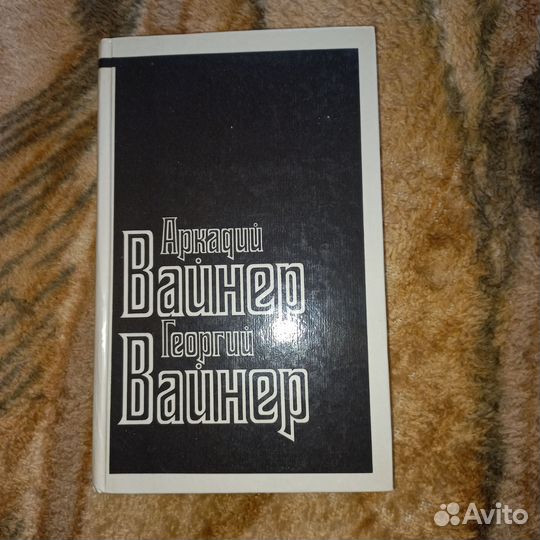 Аркадий
Вайнер
Георгий
Вайнер
Avito